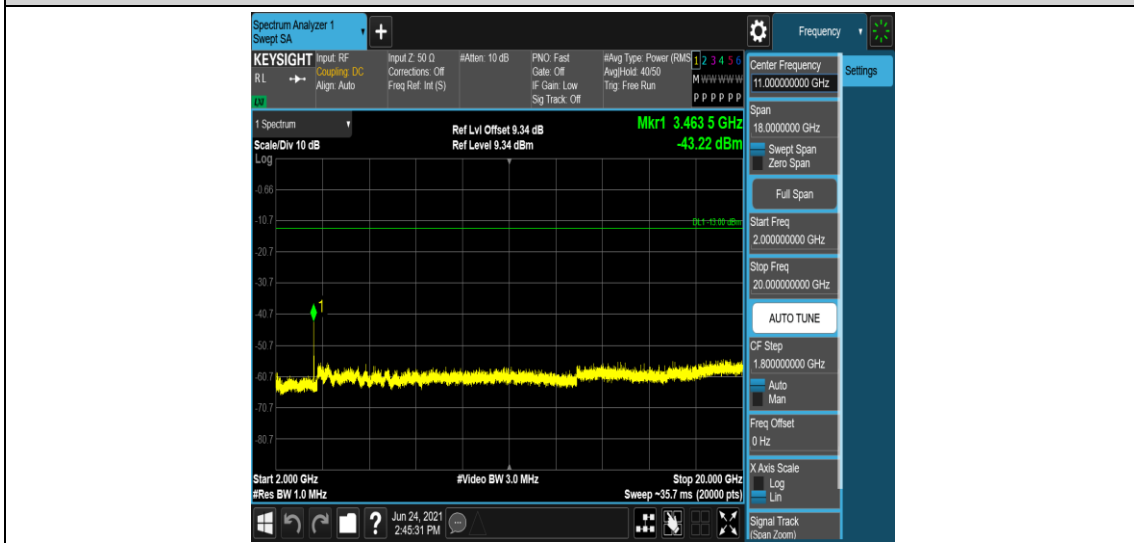 Spectrum Analyzer 1
Swept SA
+
Frequency
KEYSIGHT
RL
LXI
Input: RF
Coupling: DC
Align: Auto
Input Z: 50 Ω
Corrections: Off
Freq Ref: Int (S)
#Atten: 10 dB
PNO: Fast
Gate: Off
IF Gain: Low
Sig Track: Off
#Avg Type: Power (RMS
Avg|Hold: 40/50
Trig: Free Run
1 2 3 4 5 6
M W W W W W
P P P P P P
Center Frequency
11.000000000 GHz
Settings
Span
18.0000000 GHz
Swept Span
Zero Span
Full Span
Start Freq
2.000000000 GHz
Stop Freq
20.000000000 GHz
AUTO TUNE
CF Step
1.800000000 GHz
Auto
Man
Freq Offset
0 Hz
X Axis Scale
Log
Lin
Signal Track
(Span Zoom)
1 Spectrum
Scale/Div 10 dB
Ref Lvl Offset 9.34 dB
Ref Level 9.34 dBm
Mkr1 3.463 5 GHz
-43.22 dBm
Log
-0.66
-10.7
DL1 -13.00 dBm
-20.7
-30.7
-40.7
1
-50.7
-60.7
-70.7
-80.7
Start 2.000 GHz
#Video BW 3.0 MHz
Stop 20.000 GHz
#Res BW 1.0 MHz
Sweep ~35.7 ms (20000 pts)
?
Jun 24, 2021
2:45:31 PM